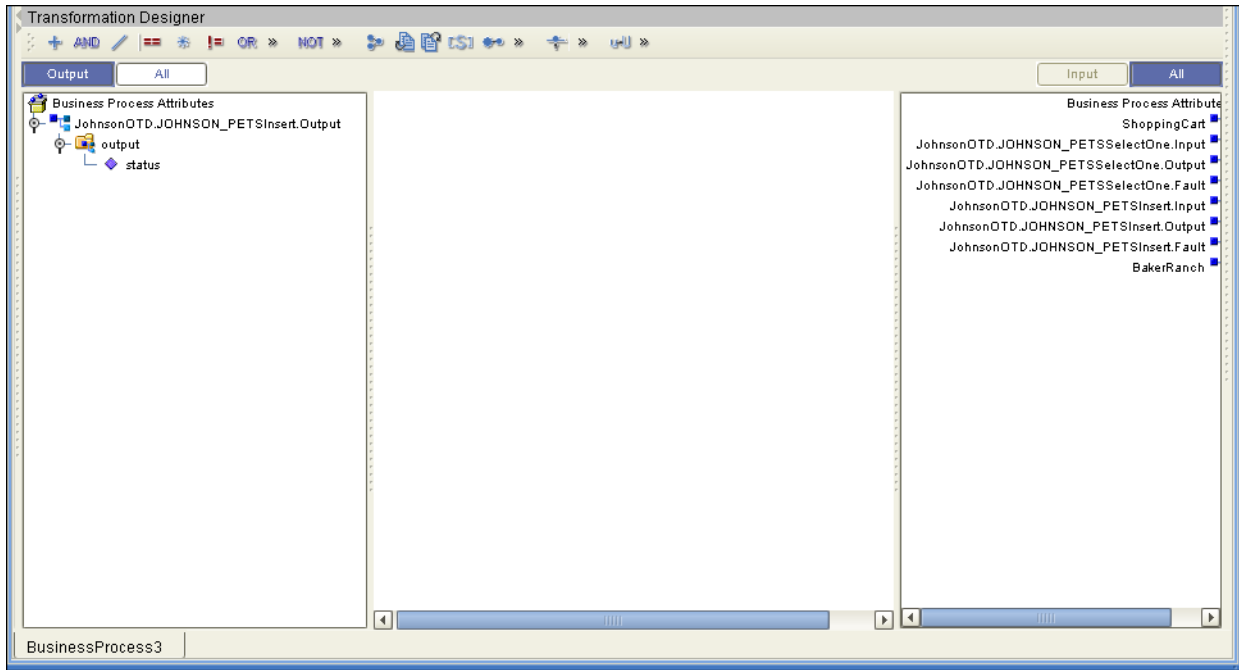 Transformation Designer
AND == != OR » NOT » [S] » » »
Output All Input All
Business Process Attributes
JohnsonOTD.JOHNSON_PETSInsert.Output
output
status
Business Process Attribute
ShoppingCart
JohnsonOTD.JOHNSON_PETSSelectOne.Input
JohnsonOTD.JOHNSON_PETSSelectOne.Output
JohnsonOTD.JOHNSON_PETSSelectOne.Fault
JohnsonOTD.JOHNSON_PETSInsert.Input
JohnsonOTD.JOHNSON_PETSInsert.Output
JohnsonOTD.JOHNSON_PETSInsert.Fault
BakerRanch
BusinessProcess3